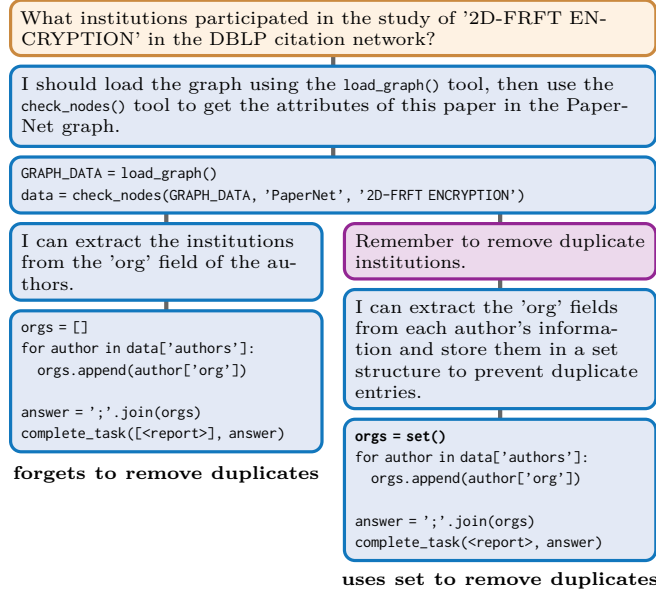 What institutions participated in the study of '2D-FRFT EN-
CRYPTION' in the DBLP citation network?
I should load the graph using the load_graph() tool, then use the
check_nodes() tool to get the attributes of this paper in the Paper-
Net graph.
GRAPH_DATA = load_graph()
data = check_nodes(GRAPH_DATA, 'PaperNet', '2D-FRFT ENCRYPTION')
I can extract the institutions
from the 'org' field of the au-
thors.
orgs = []
for author in data['authors']:
  orgs.append(author['org'])
answer = ';'.join(orgs)
complete_task([<report>], answer)
forgets to remove duplicates
Remember to remove duplicate
institutions.
I can extract the 'org' fields
from each author's informa-
tion and store them in a set
structure to prevent duplicate
entries.
orgs = set()
for author in data['authors']:
  orgs.append(author['org'])
answer = ';'.join(orgs)
complete_task(<report>, answer)
uses set to remove duplicates